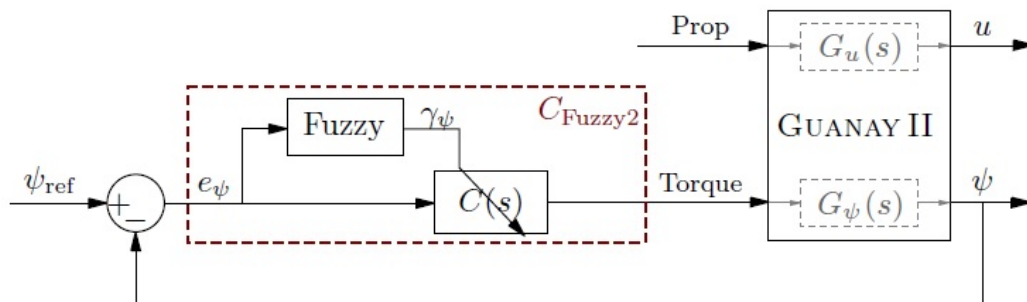 Prop
G_u(s)
u
C_Fuzzy2
Fuzzy
γ_ψ
GUANAY II
ψ_ref
+
−
e_ψ
C(s)
Torque
G_ψ(s)
ψ